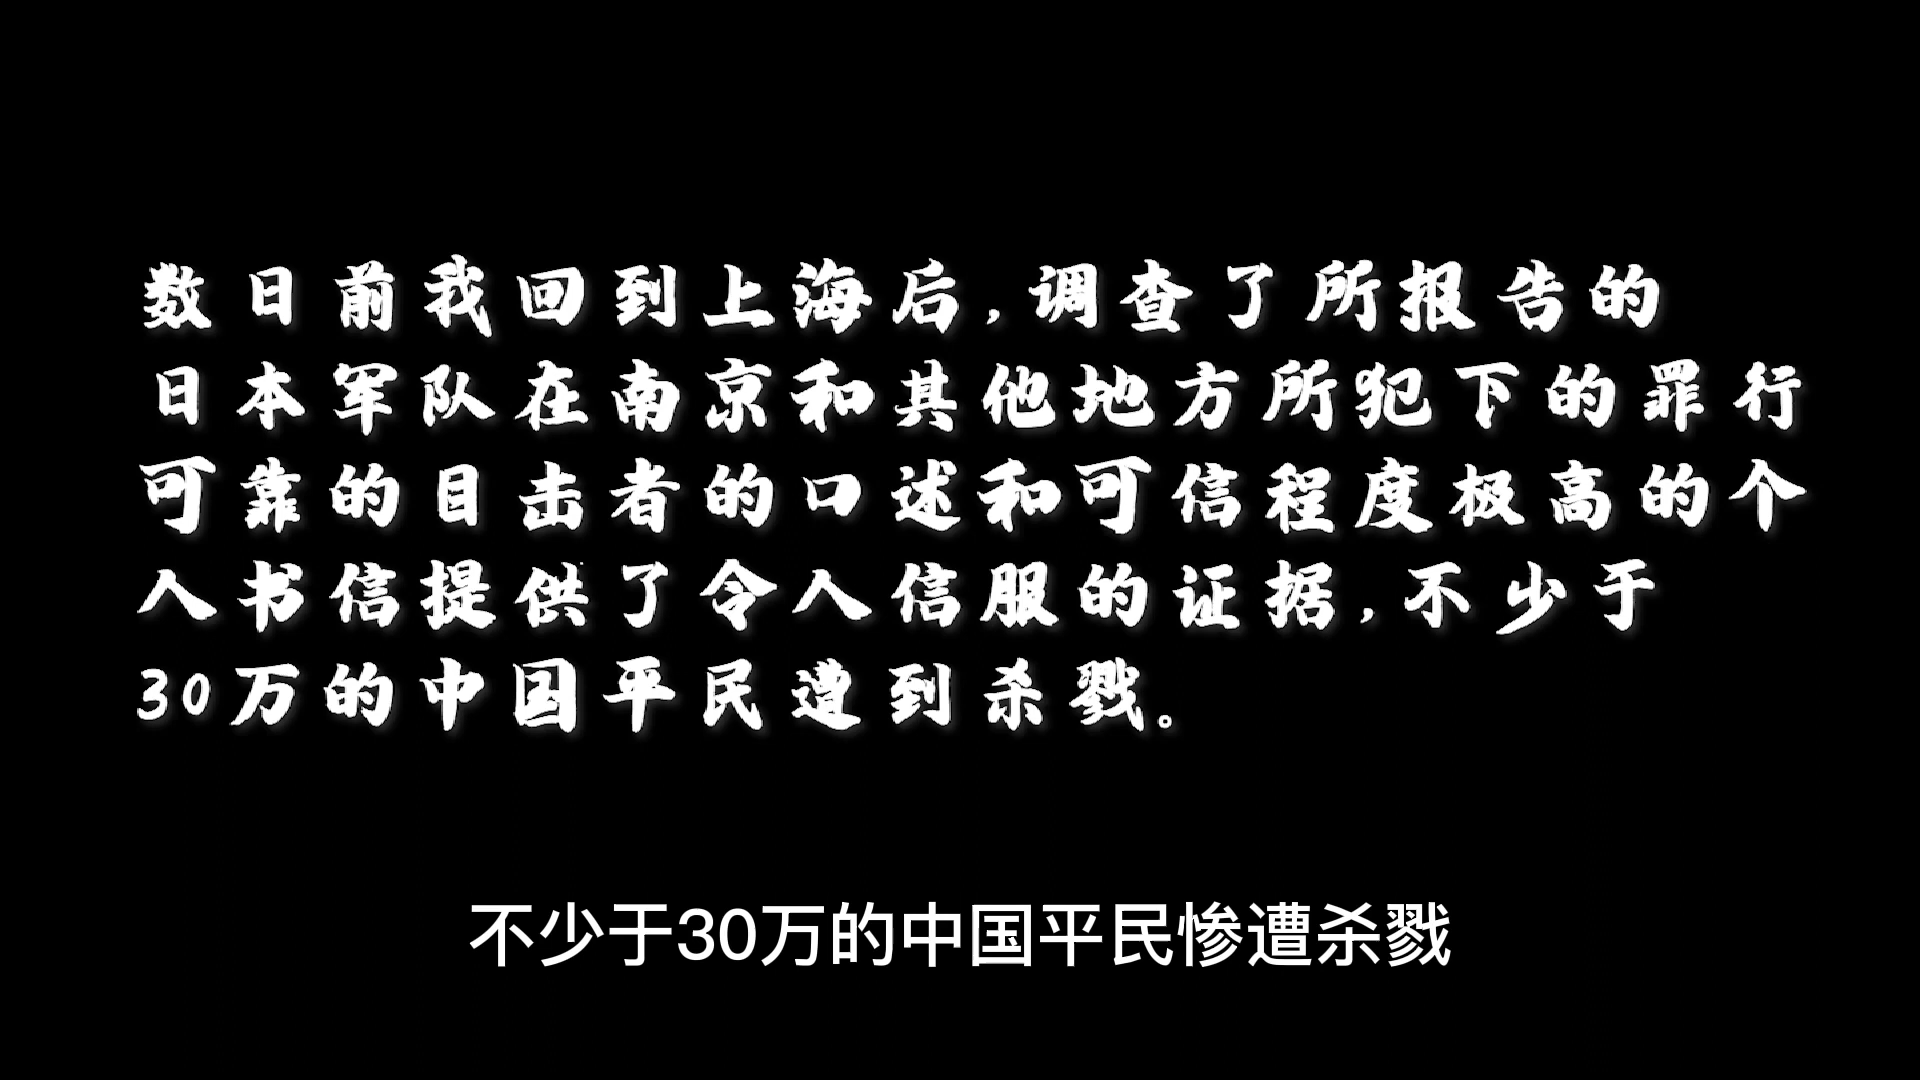 数日前我回到上海后,调查了所报告的
日本军队在南京和其他地方所犯下的罪行
可靠的目击者的口述和可信程度极高的个
人书信提供了令人信服的证据,不少于
30万的中国平民遭到杀戮。
不少于30万的中国平民惨遭杀戮